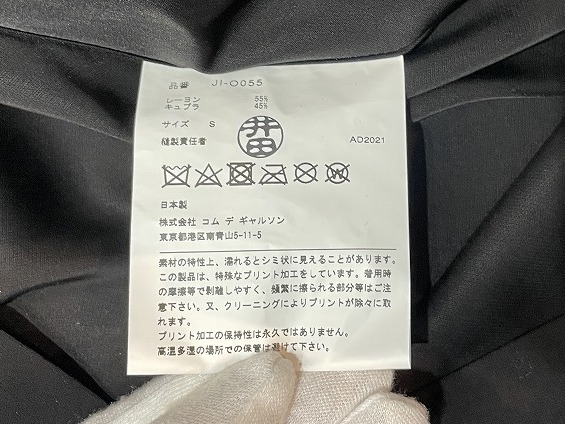 品番 JI-O055
レーヨン 55%
キュプラ 45%
サイズ S
井田
縫製責任者
AD2021
日本製
株式会社 コム デ ギャルソン
東京都港区南青山5-11-5
素材の特性上、濡れるとシミ状に見えることがあります。
この製品は、特殊なプリント加工をしています。着用時
の摩擦等で剥離しやすく、頻繁に擦られる部分等はご注
意下さい。又、クリーニングによりプリントが除々に取
れます。
プリント加工の保持性は永久ではありません。
高温多湿の場所での保管は避けて下さい。